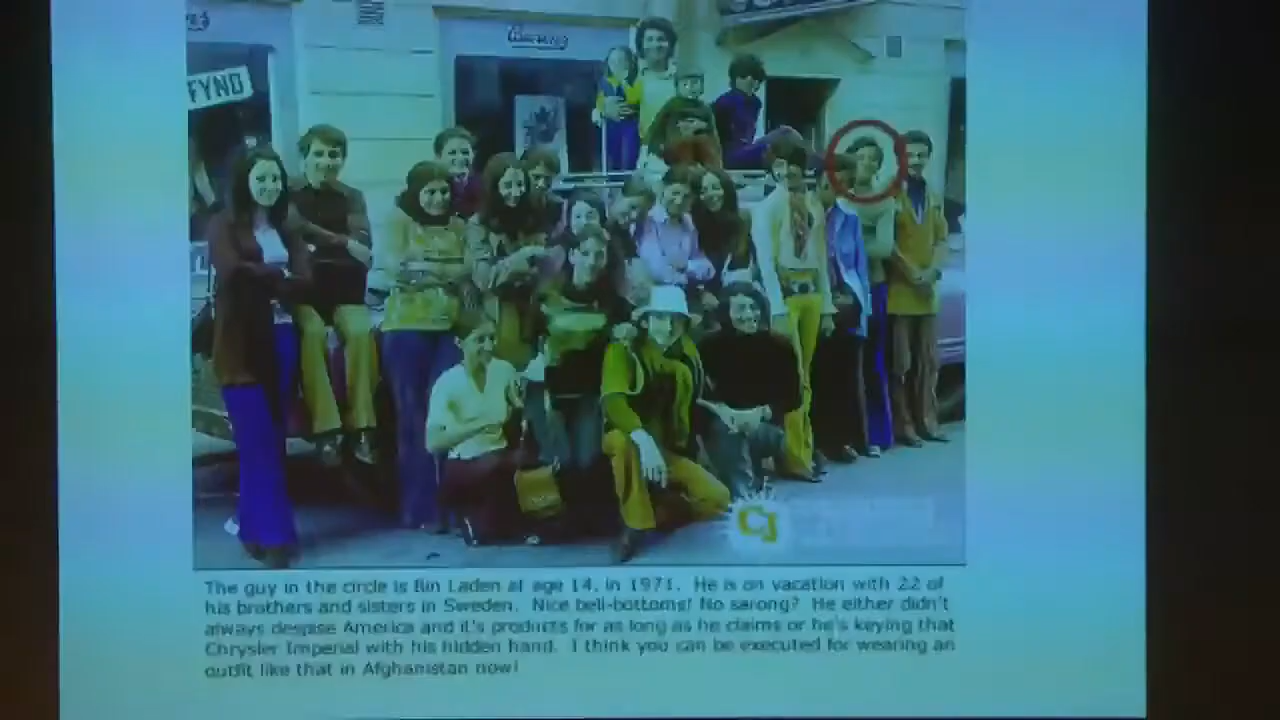 FYND
CJ
The guy in the circle is Bin Laden at age 14, in 1971. He is on vacation with 22 of
his brothers and sisters in Sweden. Nice bell-bottoms! No sarong? He either didn't
always despise America and it's products for as long as he claims or he's keying that
Chrysler Imperial with his hidden hand. I think you can be executed for wearing an
outfit like that in Afghanistan now!